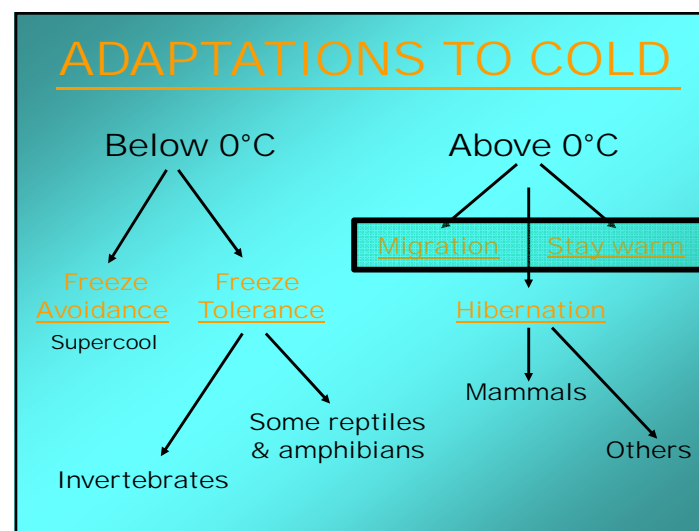 ADAPTATIONS TO COLD
Below 0°C
Above 0°C
Migration
Stay warm
Freeze
Avoidance
Supercool
Freeze
Tolerance
Hibernation
Mammals
Some reptiles
& amphibians
Others
Invertebrates